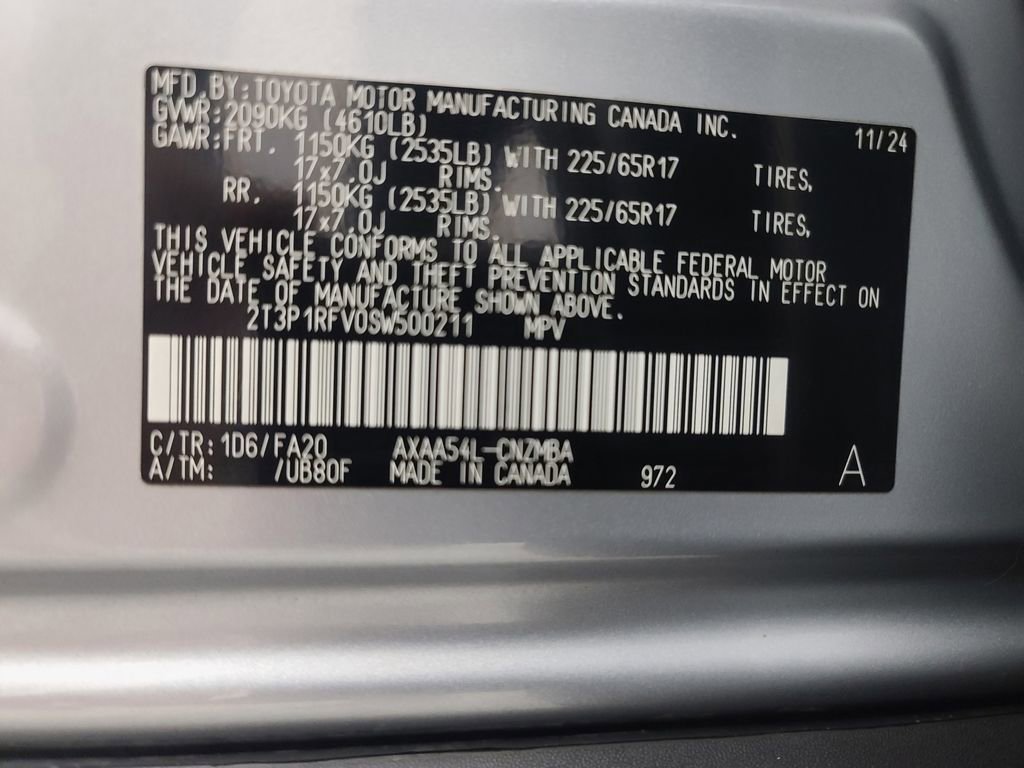 MFD.BY:TOYOTA MOTOR MANUFACTURING CANADA INC. 11/24
GVWR:2090KG (4610LB)
GAWR:FRT. 1150KG (2535LB) WITH 225/65R17 TIRES,
17x7.0J RIMS.
RR. 1150KG (2535LB) WITH 225/65R17 TIRES,
17x7.0J RIMS.
THIS VEHICLE CONFORMS TO ALL APPLICABLE FEDERAL MOTOR
VEHICLE SAFETY AND THEFT PREVENTION STANDARDS IN EFFECT ON
THE DATE OF MANUFACTURE SHOWN ABOVE.
2T3P1RFV0SW500211 MPV
C/TR: 1D6/FA20 AXAA54L-CNZMBA
A/TM: /UB80F MADE IN CANADA 972 A